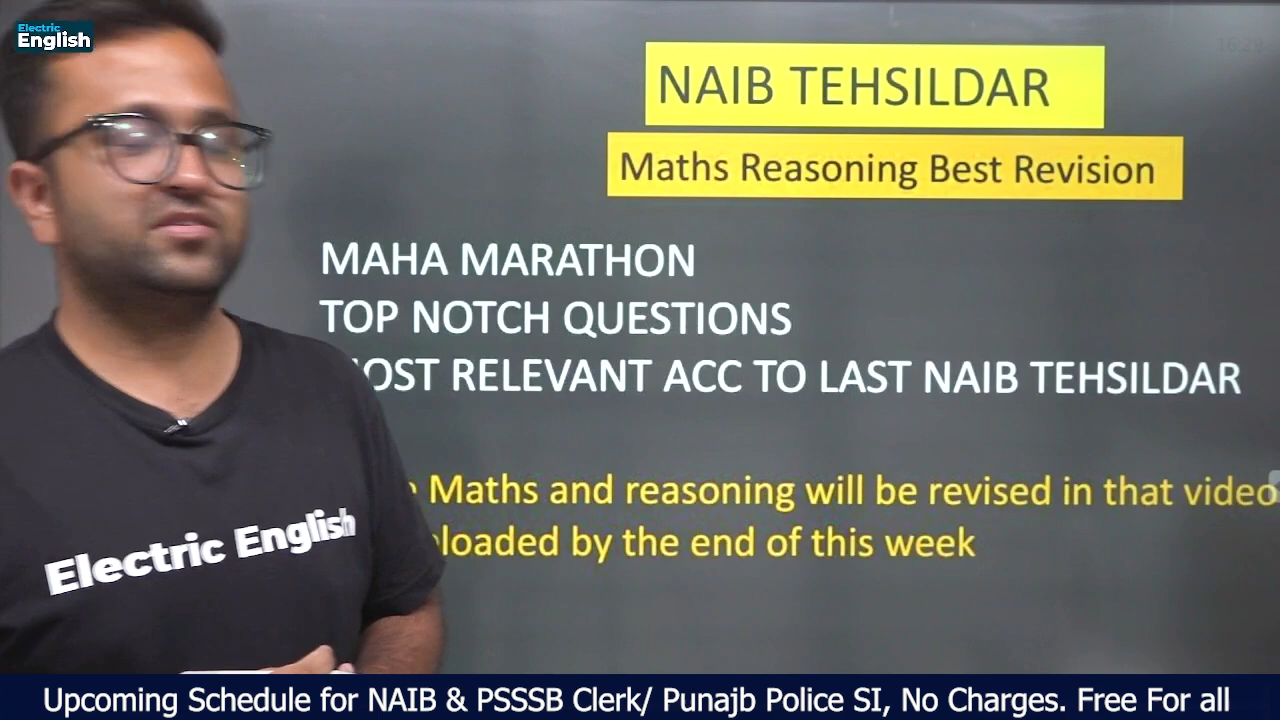 Electric
English
NAIB TEHSILDAR
Maths Reasoning Best Revision
MAHA MARATHON
TOP NOTCH QUESTIONS
RELEVANT ACC TO LAST NAIB TEHSILDAR
Maths and reasoning will be revised in that video
by the end of this week
Electric English
Upcoming Schedule for NAIB & PSSSB Clerk/ Punajb Police SI, No Charges. Free For all